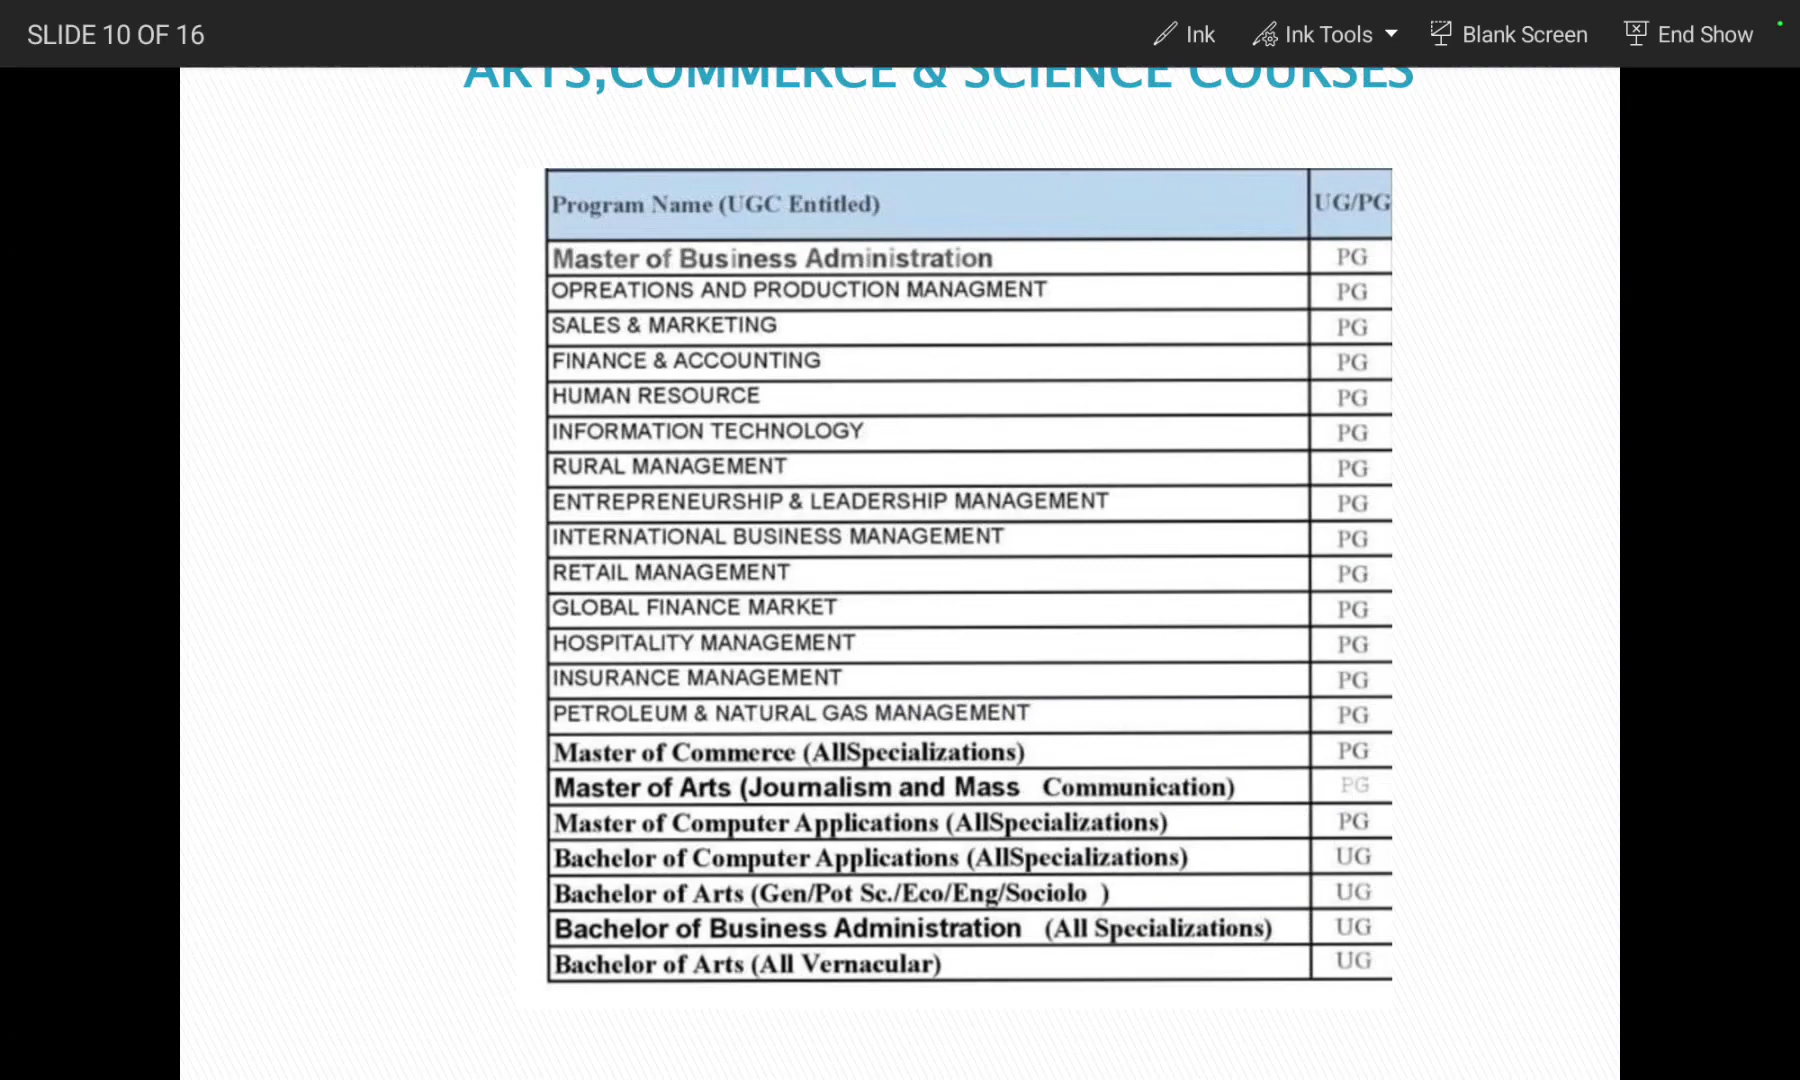 SLIDE 10 OF 16
Ink
Ink Tools
Blank Screen
End Show
ARTS,COMMERCE & SCIENCE COURSES
Program Name (UGC Entitled) UG/PG
Master of Business Administration PG
OPREATIONS AND PRODUCTION MANAGMENT PG
SALES & MARKETING PG
FINANCE & ACCOUNTING PG
HUMAN RESOURCE PG
INFORMATION TECHNOLOGY PG
RURAL MANAGEMENT PG
ENTREPRENEURSHIP & LEADERSHIP MANAGEMENT PG
INTERNATIONAL BUSINESS MANAGEMENT PG
RETAIL MANAGEMENT PG
GLOBAL FINANCE MARKET PG
HOSPITALITY MANAGEMENT PG
INSURANCE MANAGEMENT PG
PETROLEUM & NATURAL GAS MANAGEMENT PG
Master of Commerce (AllSpecializations) PG
Master of Arts (Journalism and Mass Communication) PG
Master of Computer Applications (AllSpecializations) PG
Bachelor of Computer Applications (AllSpecializations) UG
Bachelor of Arts (Gen/Pot Sc./Eco/Eng/Sociolo ) UG
Bachelor of Business Administration (All Specializations) UG
Bachelor of Arts (All Vernacular) UG